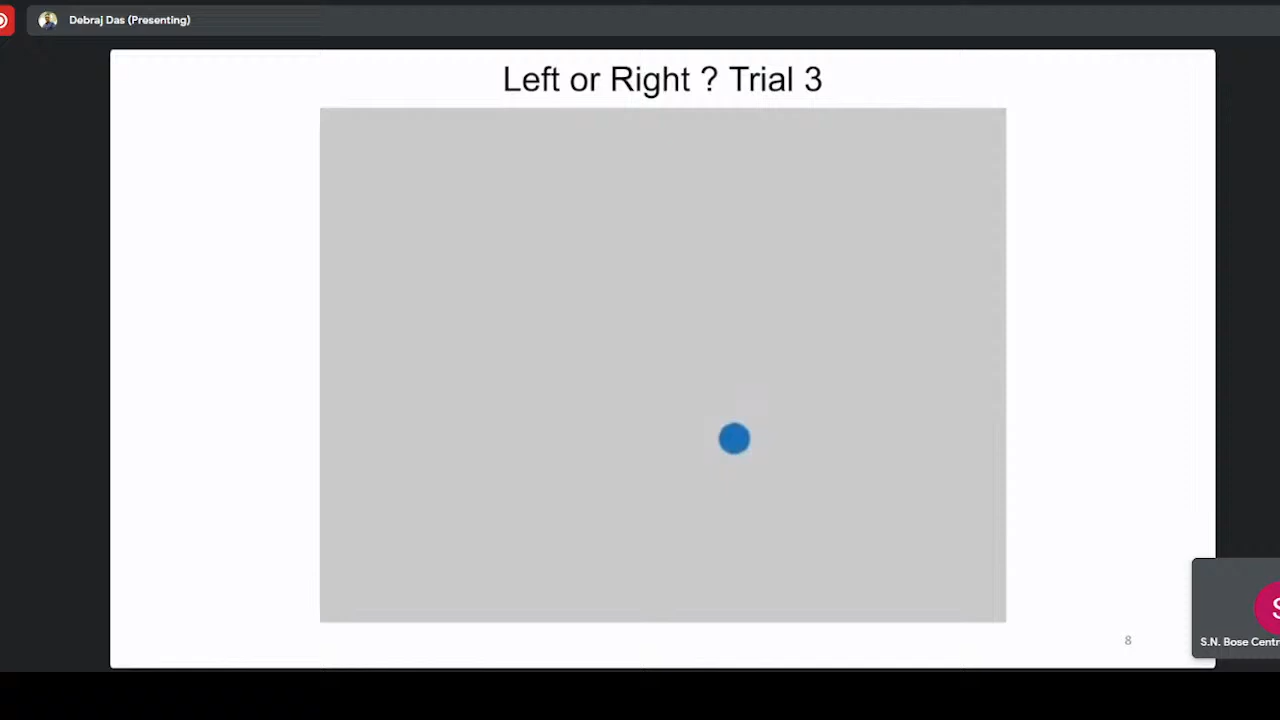 Debraj Das (Presenting)
Left or Right ? Trial 3
8
S
S.N. Bose Centr